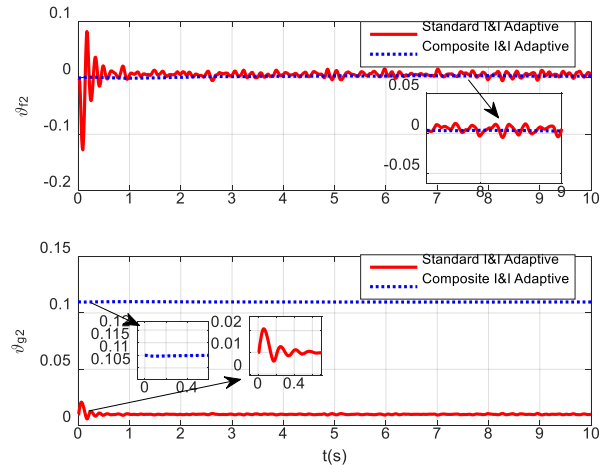 0.1
Standard I&I Adaptive
Composite I&I Adaptive
0
0.05
ϑf2
0
-0.1
-0.05
-0.2
8
9
0 1 2 3 4 5 6 7 8 9 10
0.15
Standard I&I Adaptive
Composite I&I Adaptive
0.1
0.12
0.115
0.11
0.105
0 0.4
0.02
0.01
0
0 0.4
ϑg2
0.05
0
0 1 2 3 4 5 6 7 8 9 10
t(s)